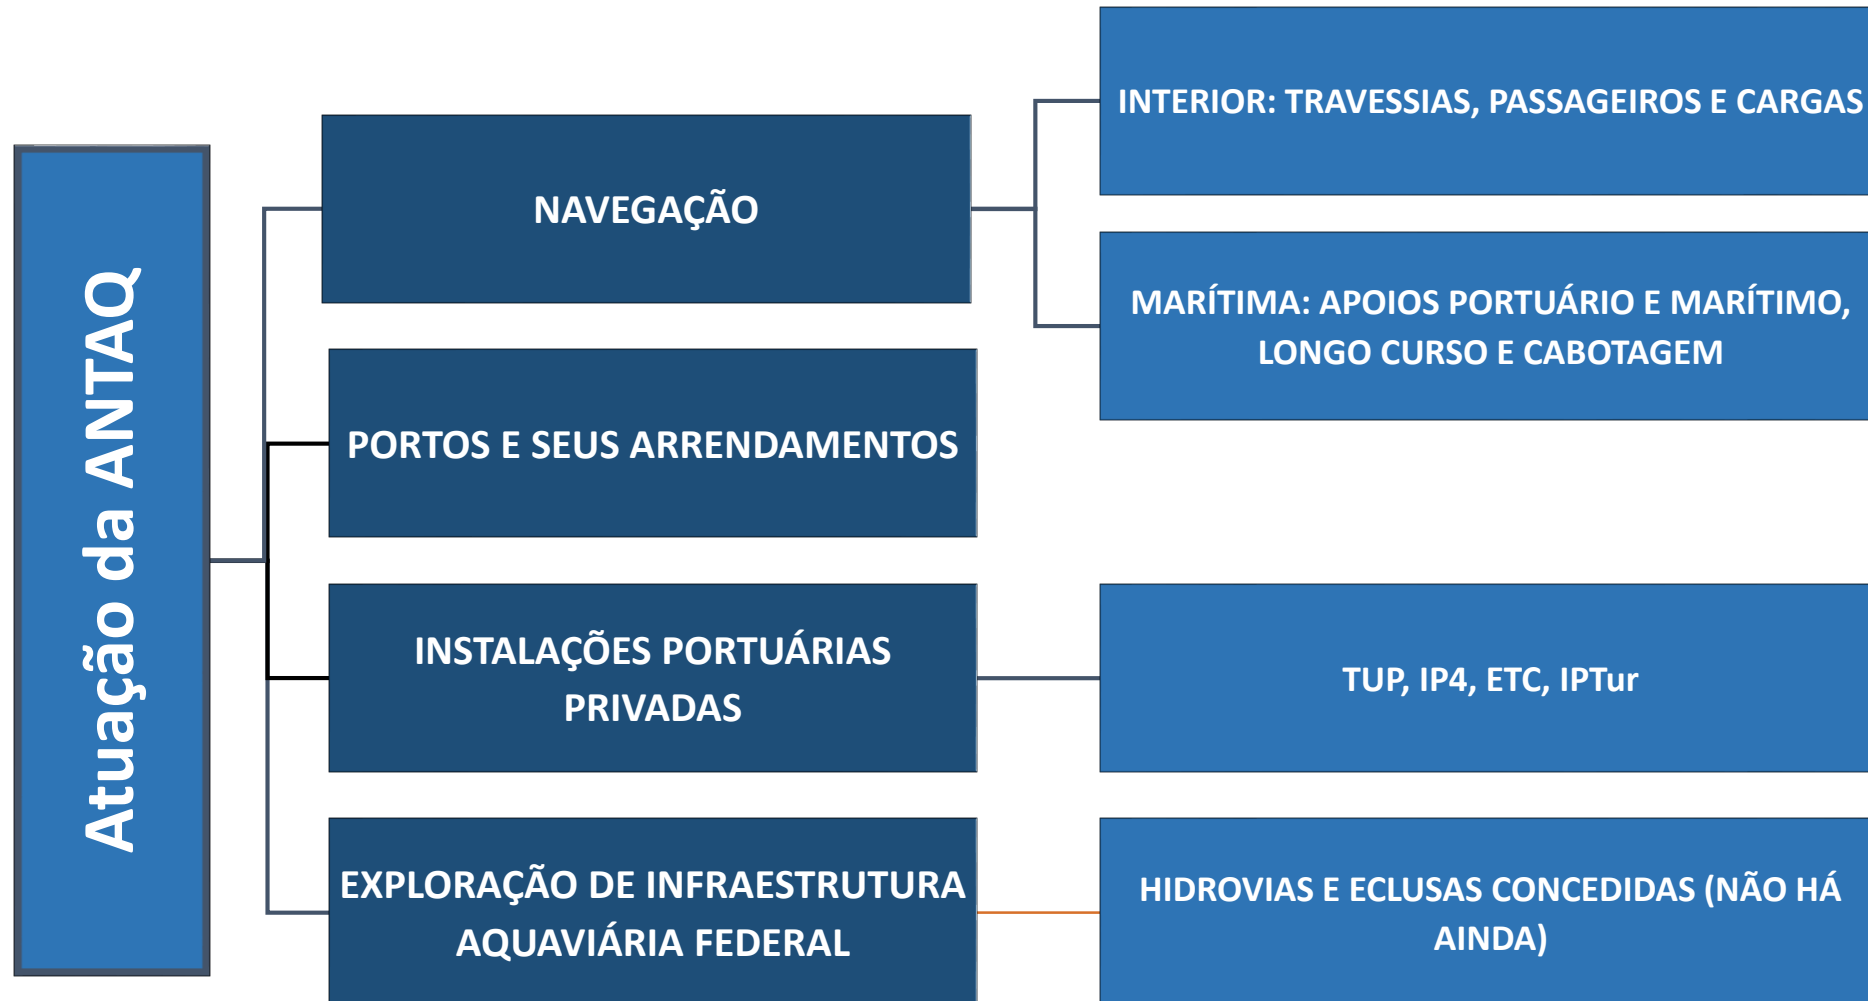 Atuação da ANTAQ
NAVEGAÇÃO
INTERIOR: TRAVESSIAS, PASSAGEIROS E CARGAS
MARÍTIMA: APOIOS PORTUÁRIO E MARÍTIMO,
LONGO CURSO E CABOTAGEM
PORTOS E SEUS ARRENDAMENTOS
INSTALAÇÕES PORTUÁRIAS
PRIVADAS
TUP, IP4, ETC, IPTur
EXPLORAÇÃO DE INFRAESTRUTURA
AQUAVIÁRIA FEDERAL
HIDROVIAS E ECLUSAS CONCEDIDAS (NÃO HÁ
AINDA)